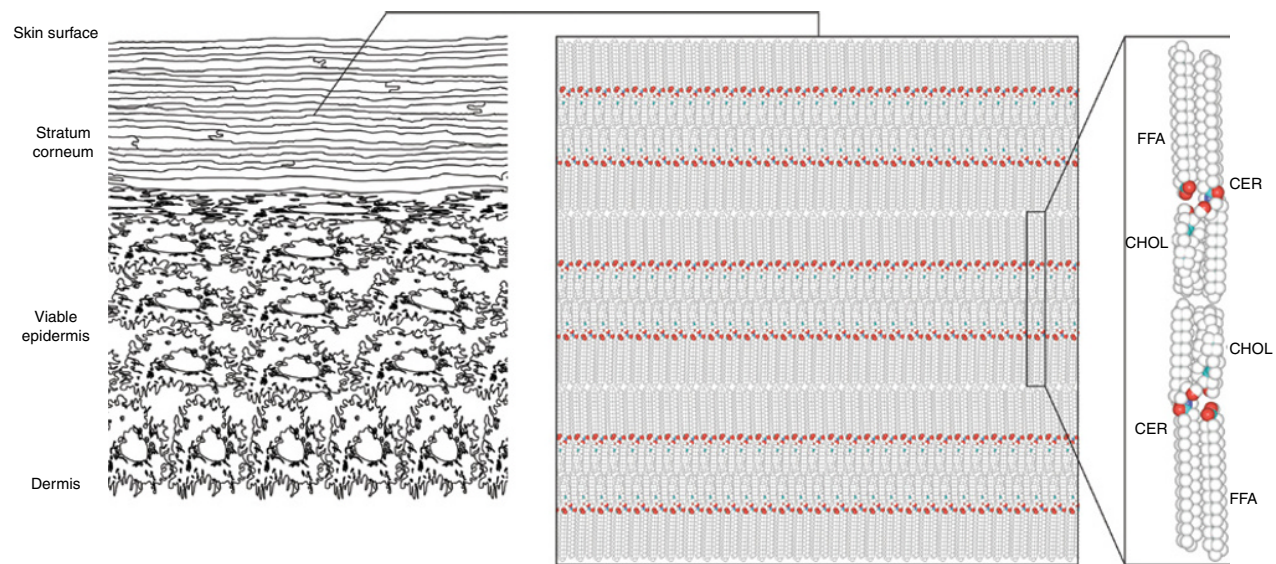 Skin surface
Stratum
corneum
Viable
epidermis
Dermis
FFA
CER
CHOL
CHOL
CER
FFA